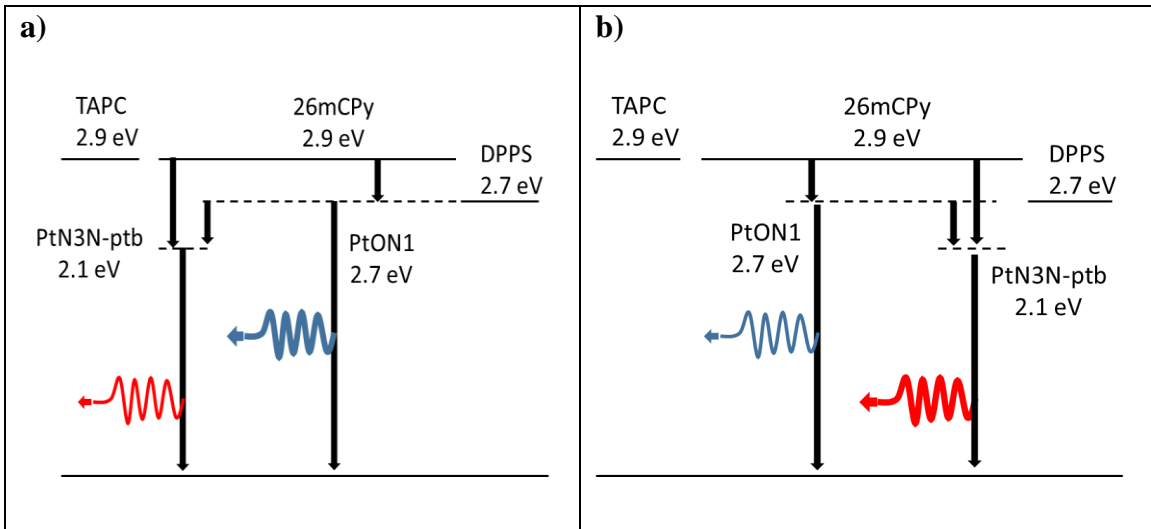 a)
TAPC
2.9 eV
26mCPy
2.9 eV
DPPS
2.7 eV
PtN3N-ptb
2.1 eV
PtON1
2.7 eV
b)
TAPC
2.9 eV
26mCPy
2.9 eV
DPPS
2.7 eV
PtON1
2.7 eV
PtN3N-ptb
2.1 eV